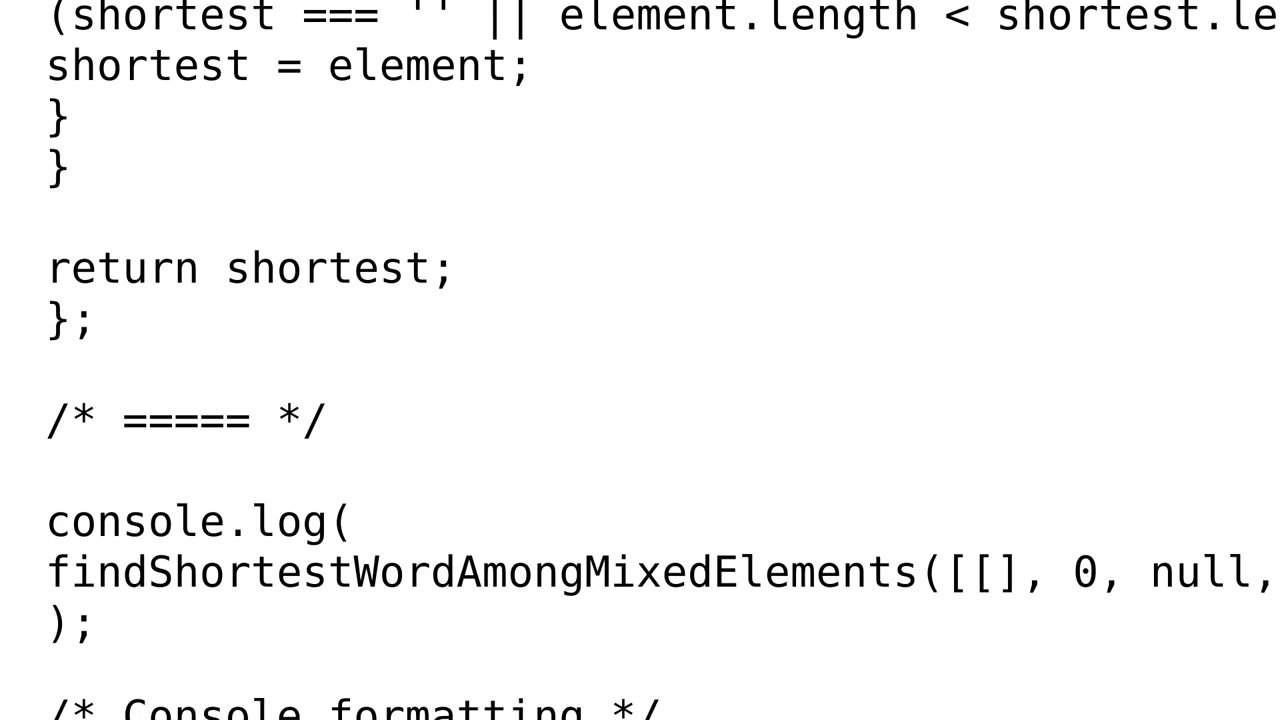 (shortest === '' || element.length < shortest.le
shortest = element;
}
}
return shortest;
};
/* ===== */
console.log(
findShortestWordAmongMixedElements([[], 0, null,
);
/* Console formatting */